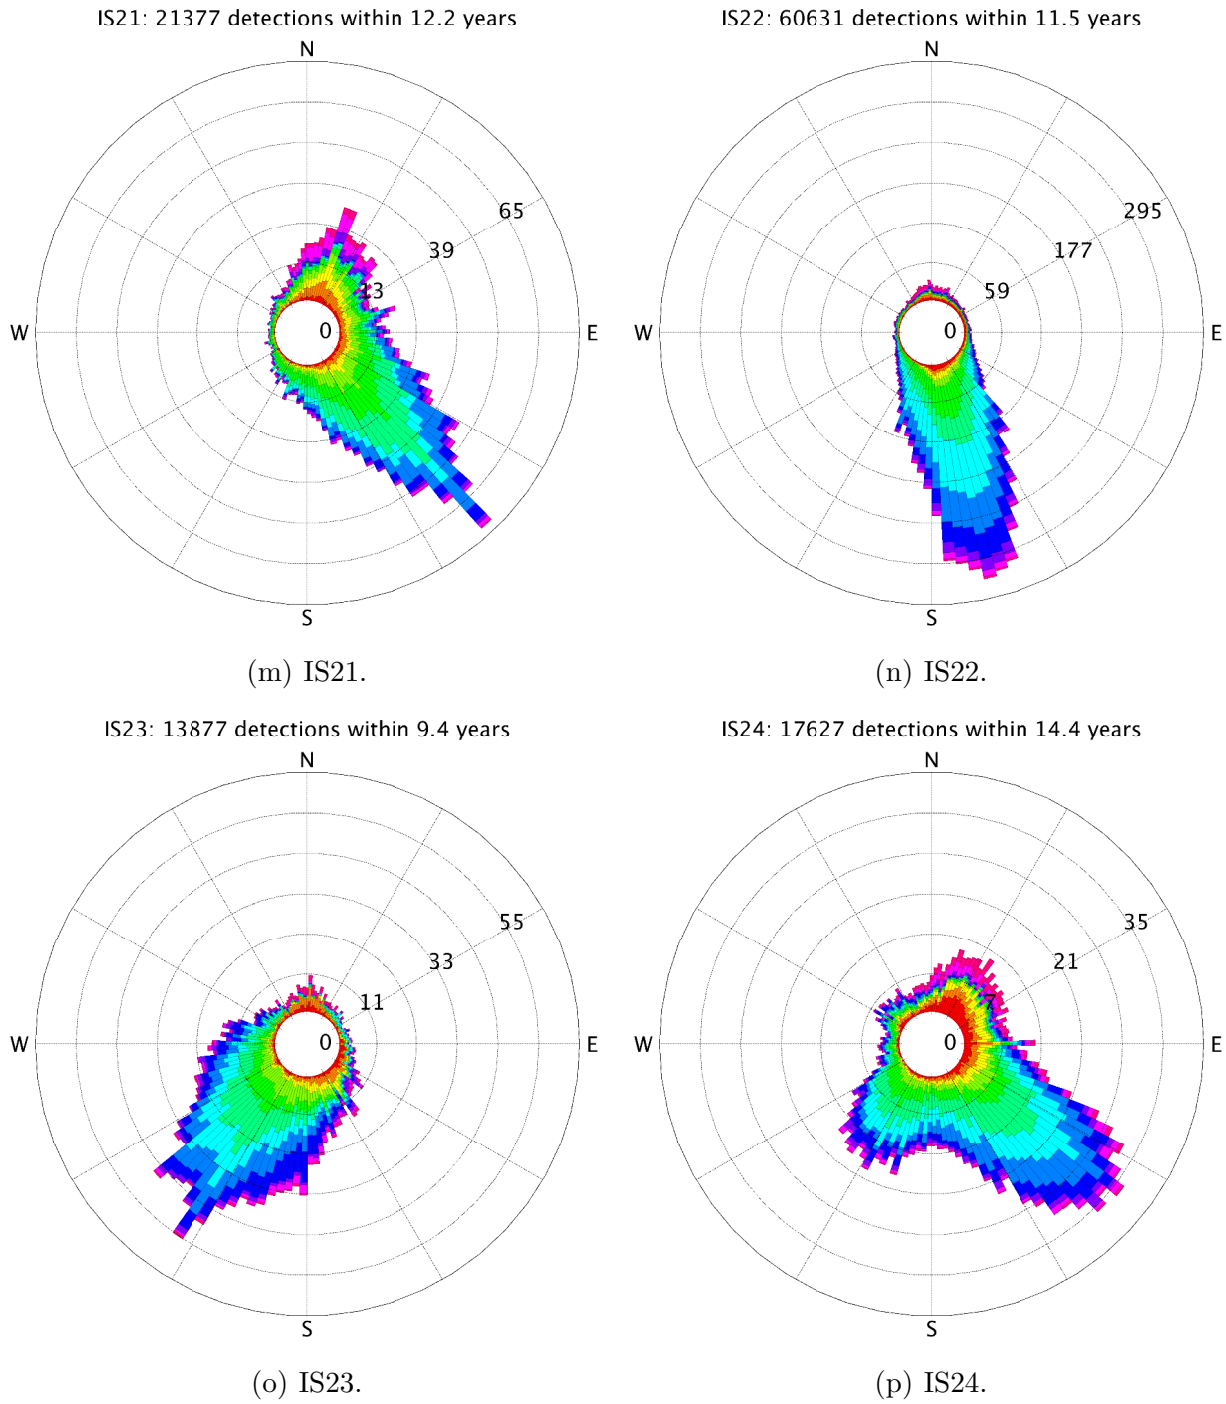 IS21: 21377 detections within 12.2 years
N
65
39
13
W
0
E
S
(m) IS21.
IS22: 60631 detections within 11.5 years
N
295
177
59
W
0
E
S
(n) IS22.
IS23: 13877 detections within 9.4 years
N
55
33
11
W
0
E
S
(o) IS23.
IS24: 17627 detections within 14.4 years
N
35
21
7
W
0
E
S
(p) IS24.